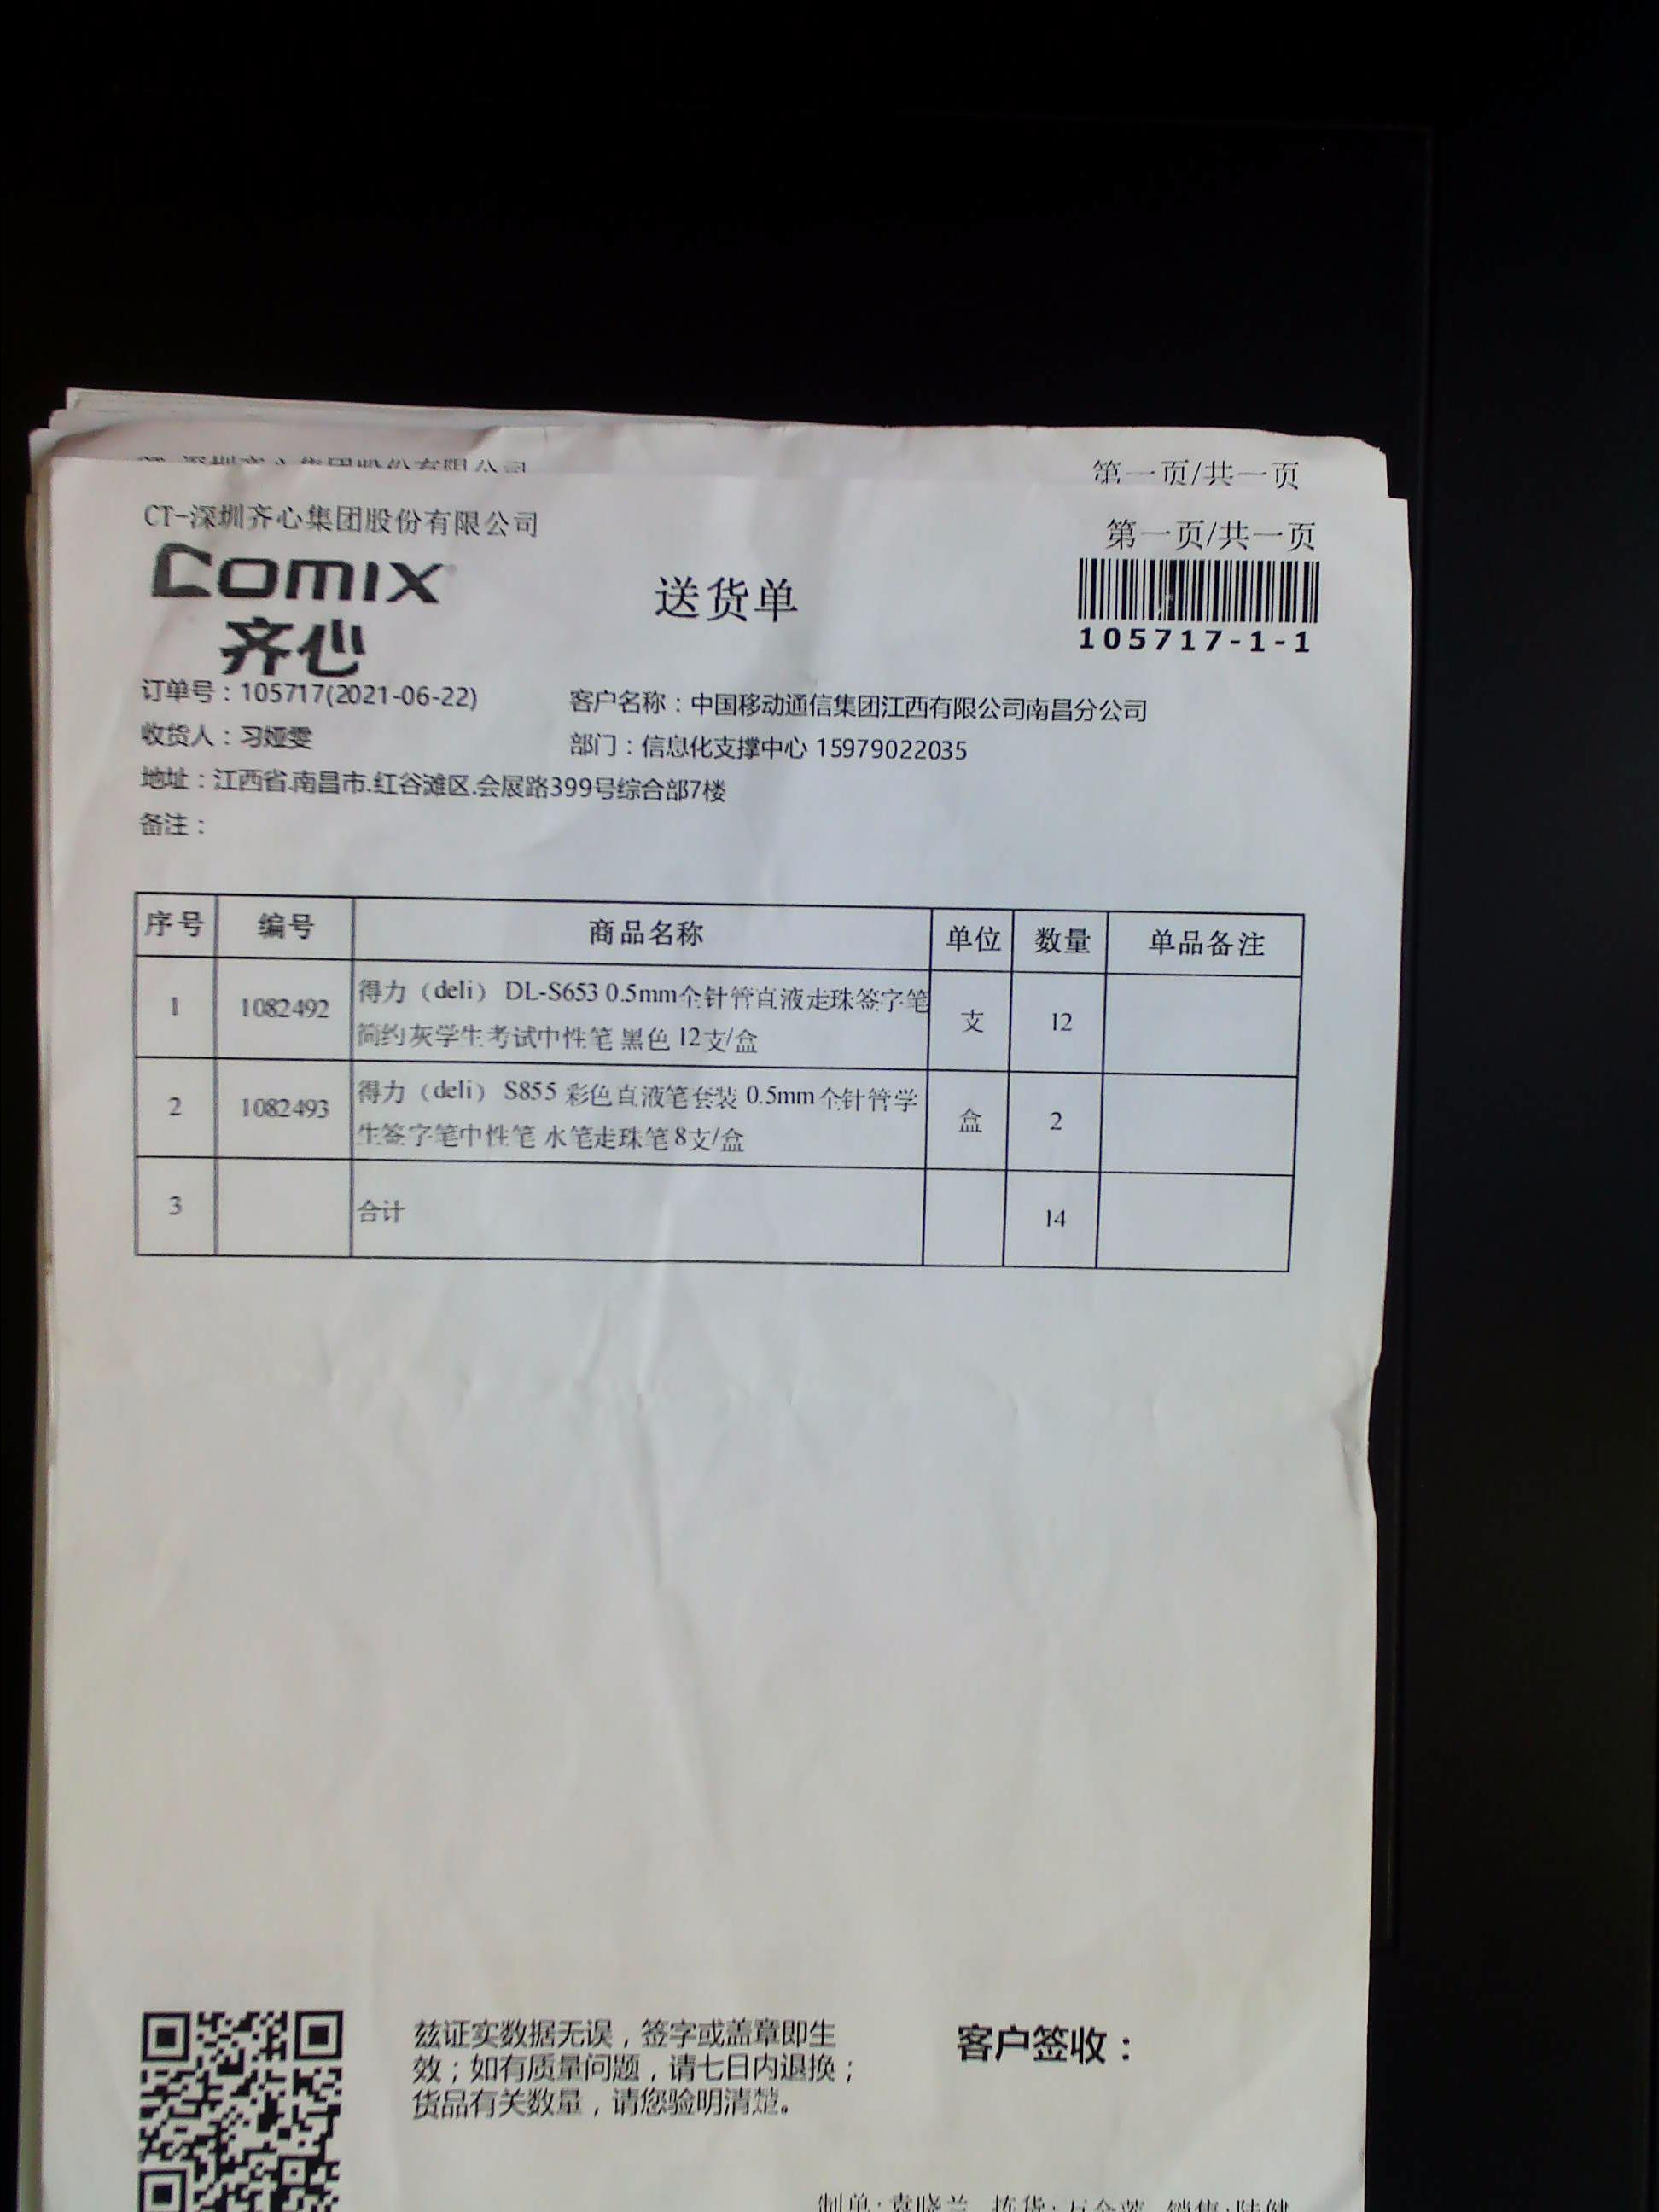 第一页/共一页
CT-深圳齐心集团股份有限公司
第一页/共一页
comix
齐心
送货单
105717-1-1
订单号：105717(2021-06-22)
客户名称：中国移动通信集团江西有限公司南昌分公司
收货人：习娅雯
部门：信息化支撑中心 15979022035
地址：江西省.南昌市.红谷滩区.会展路399号综合部7楼
备注：
序号 编号 商品名称 单位 数量 单品备注
1 1082492 得力（deli） DL-S653 0.5mm全针管直液走珠签字笔 支 12
简约灰学生考试中性笔 黑色 12支/盒
2 1082493 得力（deli） S855 彩色直液笔套装 0.5mm全针管学 盒 2
生签字笔中性笔 水笔走珠笔 8支/盒
3 合计 14
兹证实数据无误，签字或盖章即生
效；如有质量问题，请七日内退换；
货品有关数量，请您验明清楚。
客户签收：